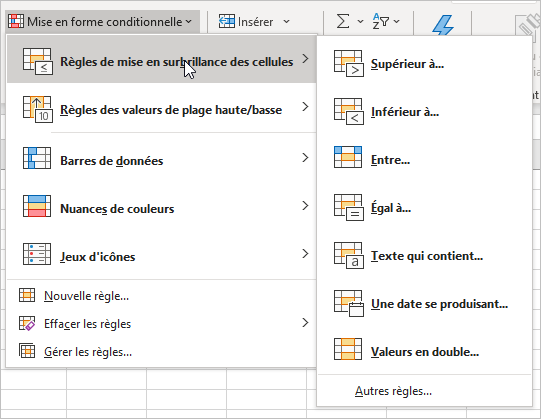 Mise en forme conditionnelle
Insérer
Règles de mise en surbrillance des cellules
Règles des valeurs de plage haute/basse
10
Barres de données
Nuances de couleurs
Jeux d'icônes
Nouvelle règle...
Effacer les règles
Gérer les règles...
Supérieur à...
Inférieur à...
Entre...
Égal à...
Texte qui contient...
a
Une date se produisant...
Valeurs en double...
Autres règles...